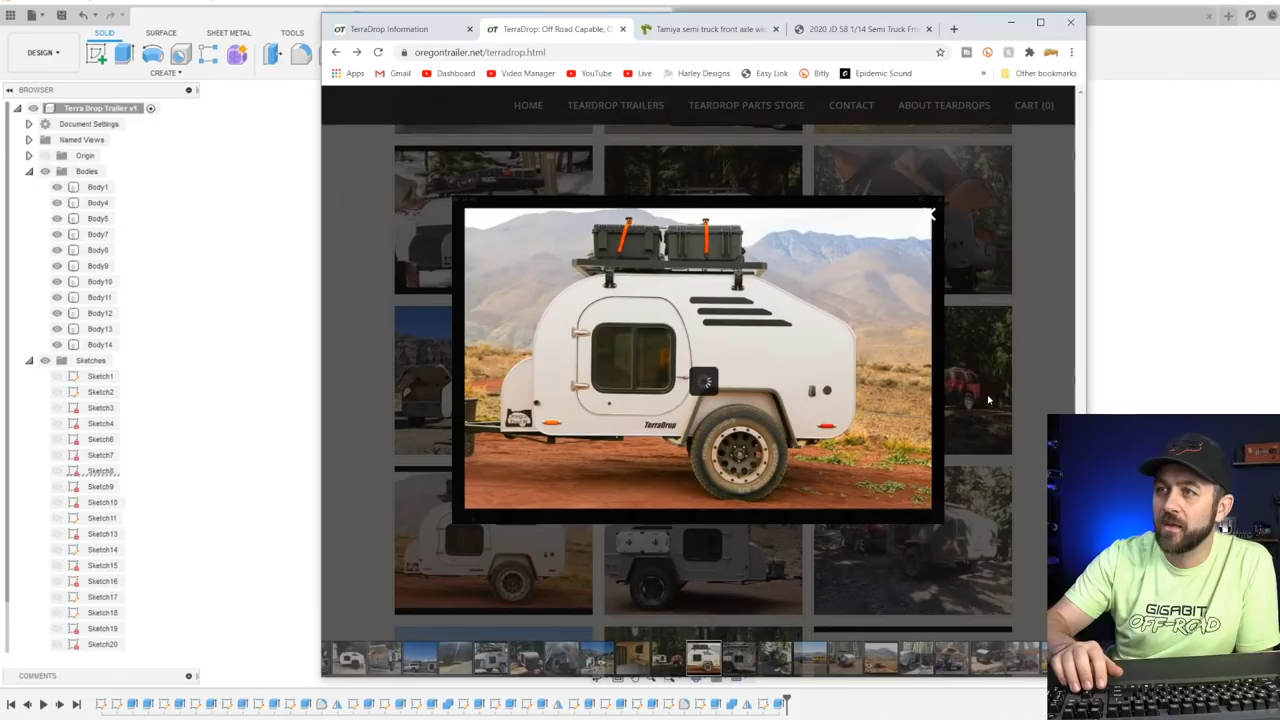 TerraDrop Information
TerraDrop: Off Road Capable, O
Tamiya semi truck front axle wi
2020 JD 58 1/14 Semi Truck Fr
oregontrailer.net/terradrop.html
Apps
Gmail
Dashboard
Video Manager
YouTube
Live
Harley Designs
Easy Link
Bitly
Epidemic Sound
Other bookmarks
HOME
TEARDROP TRAILERS
TEARDROP PARTS STORE
CONTACT
ABOUT TEARDROPS
CART (0)
SOLID
SURFACE
SHEET METAL
TOOLS
DESIGN
CREATE
BROWSER
Terra Drop Trailer v1
Document Settings
Named Views
Origin
Bodies
Body1
Body4
Body5
Body7
Body8
Body9
Body10
Body11
Body12
Body13
Body14
Sketches
Sketch1
Sketch2
Sketch3
Sketch4
Sketch6
Sketch7
Sketch8
Sketch9
Sketch10
Sketch11
Sketch13
Sketch14
Sketch15
Sketch16
Sketch17
Sketch18
Sketch19
Sketch20
COMMENTS
TerraDrop
GIGABIT
OFF-ROAD